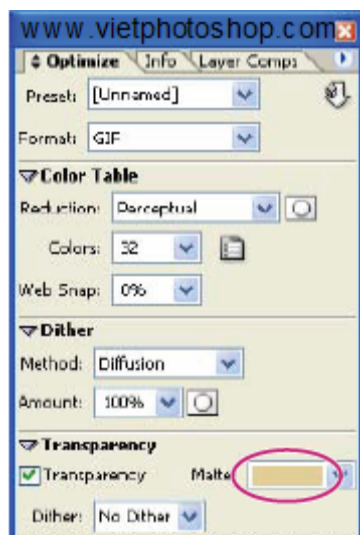 www.vietphotoshop.com
Optimize Info Layer Comps
Preset: [Unnamed]
Format: GIF
Color Table
Reduction: Perceptual
Colors: 32
Web Snap: 0%
Dither
Method: Diffusion
Amount: 100%
Transparency
Transparency Matte
Dither: No Dither